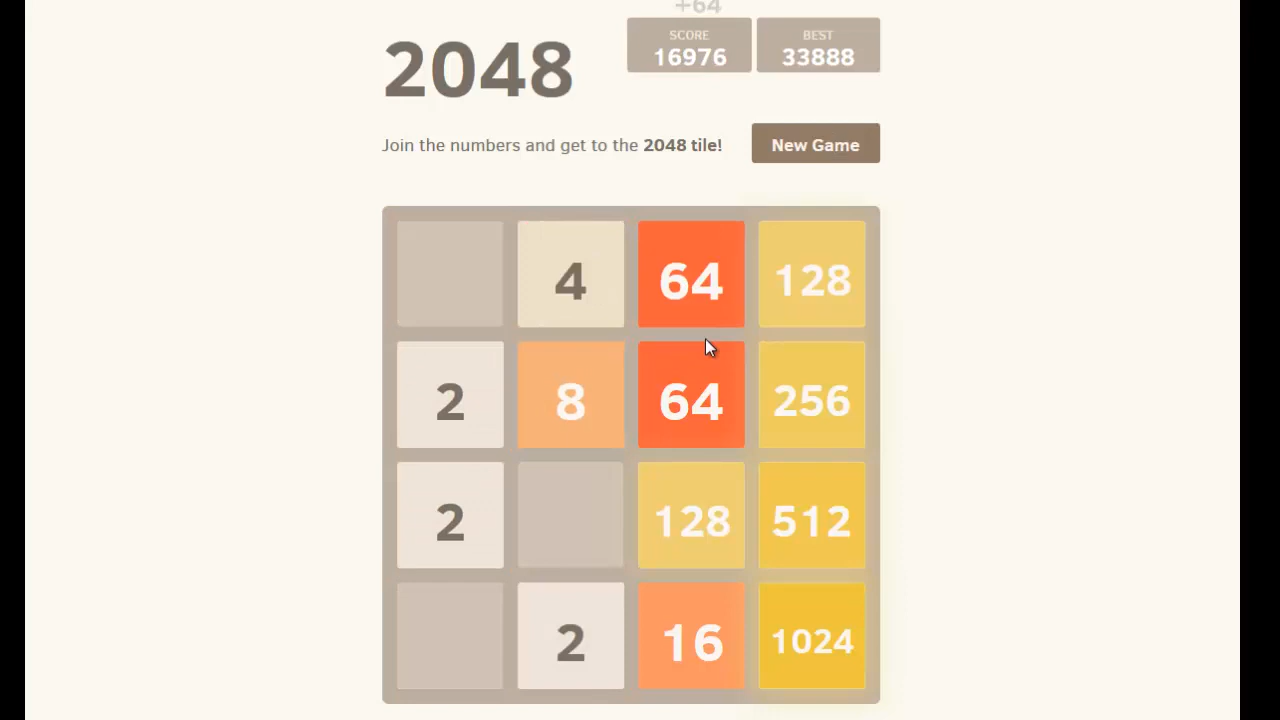 +64
2048
SCORE
16976
BEST
33888
Join the numbers and get to the 2048 tile!
New Game
4 64 128
2 8 64 256
2 128 512
2 16 1024